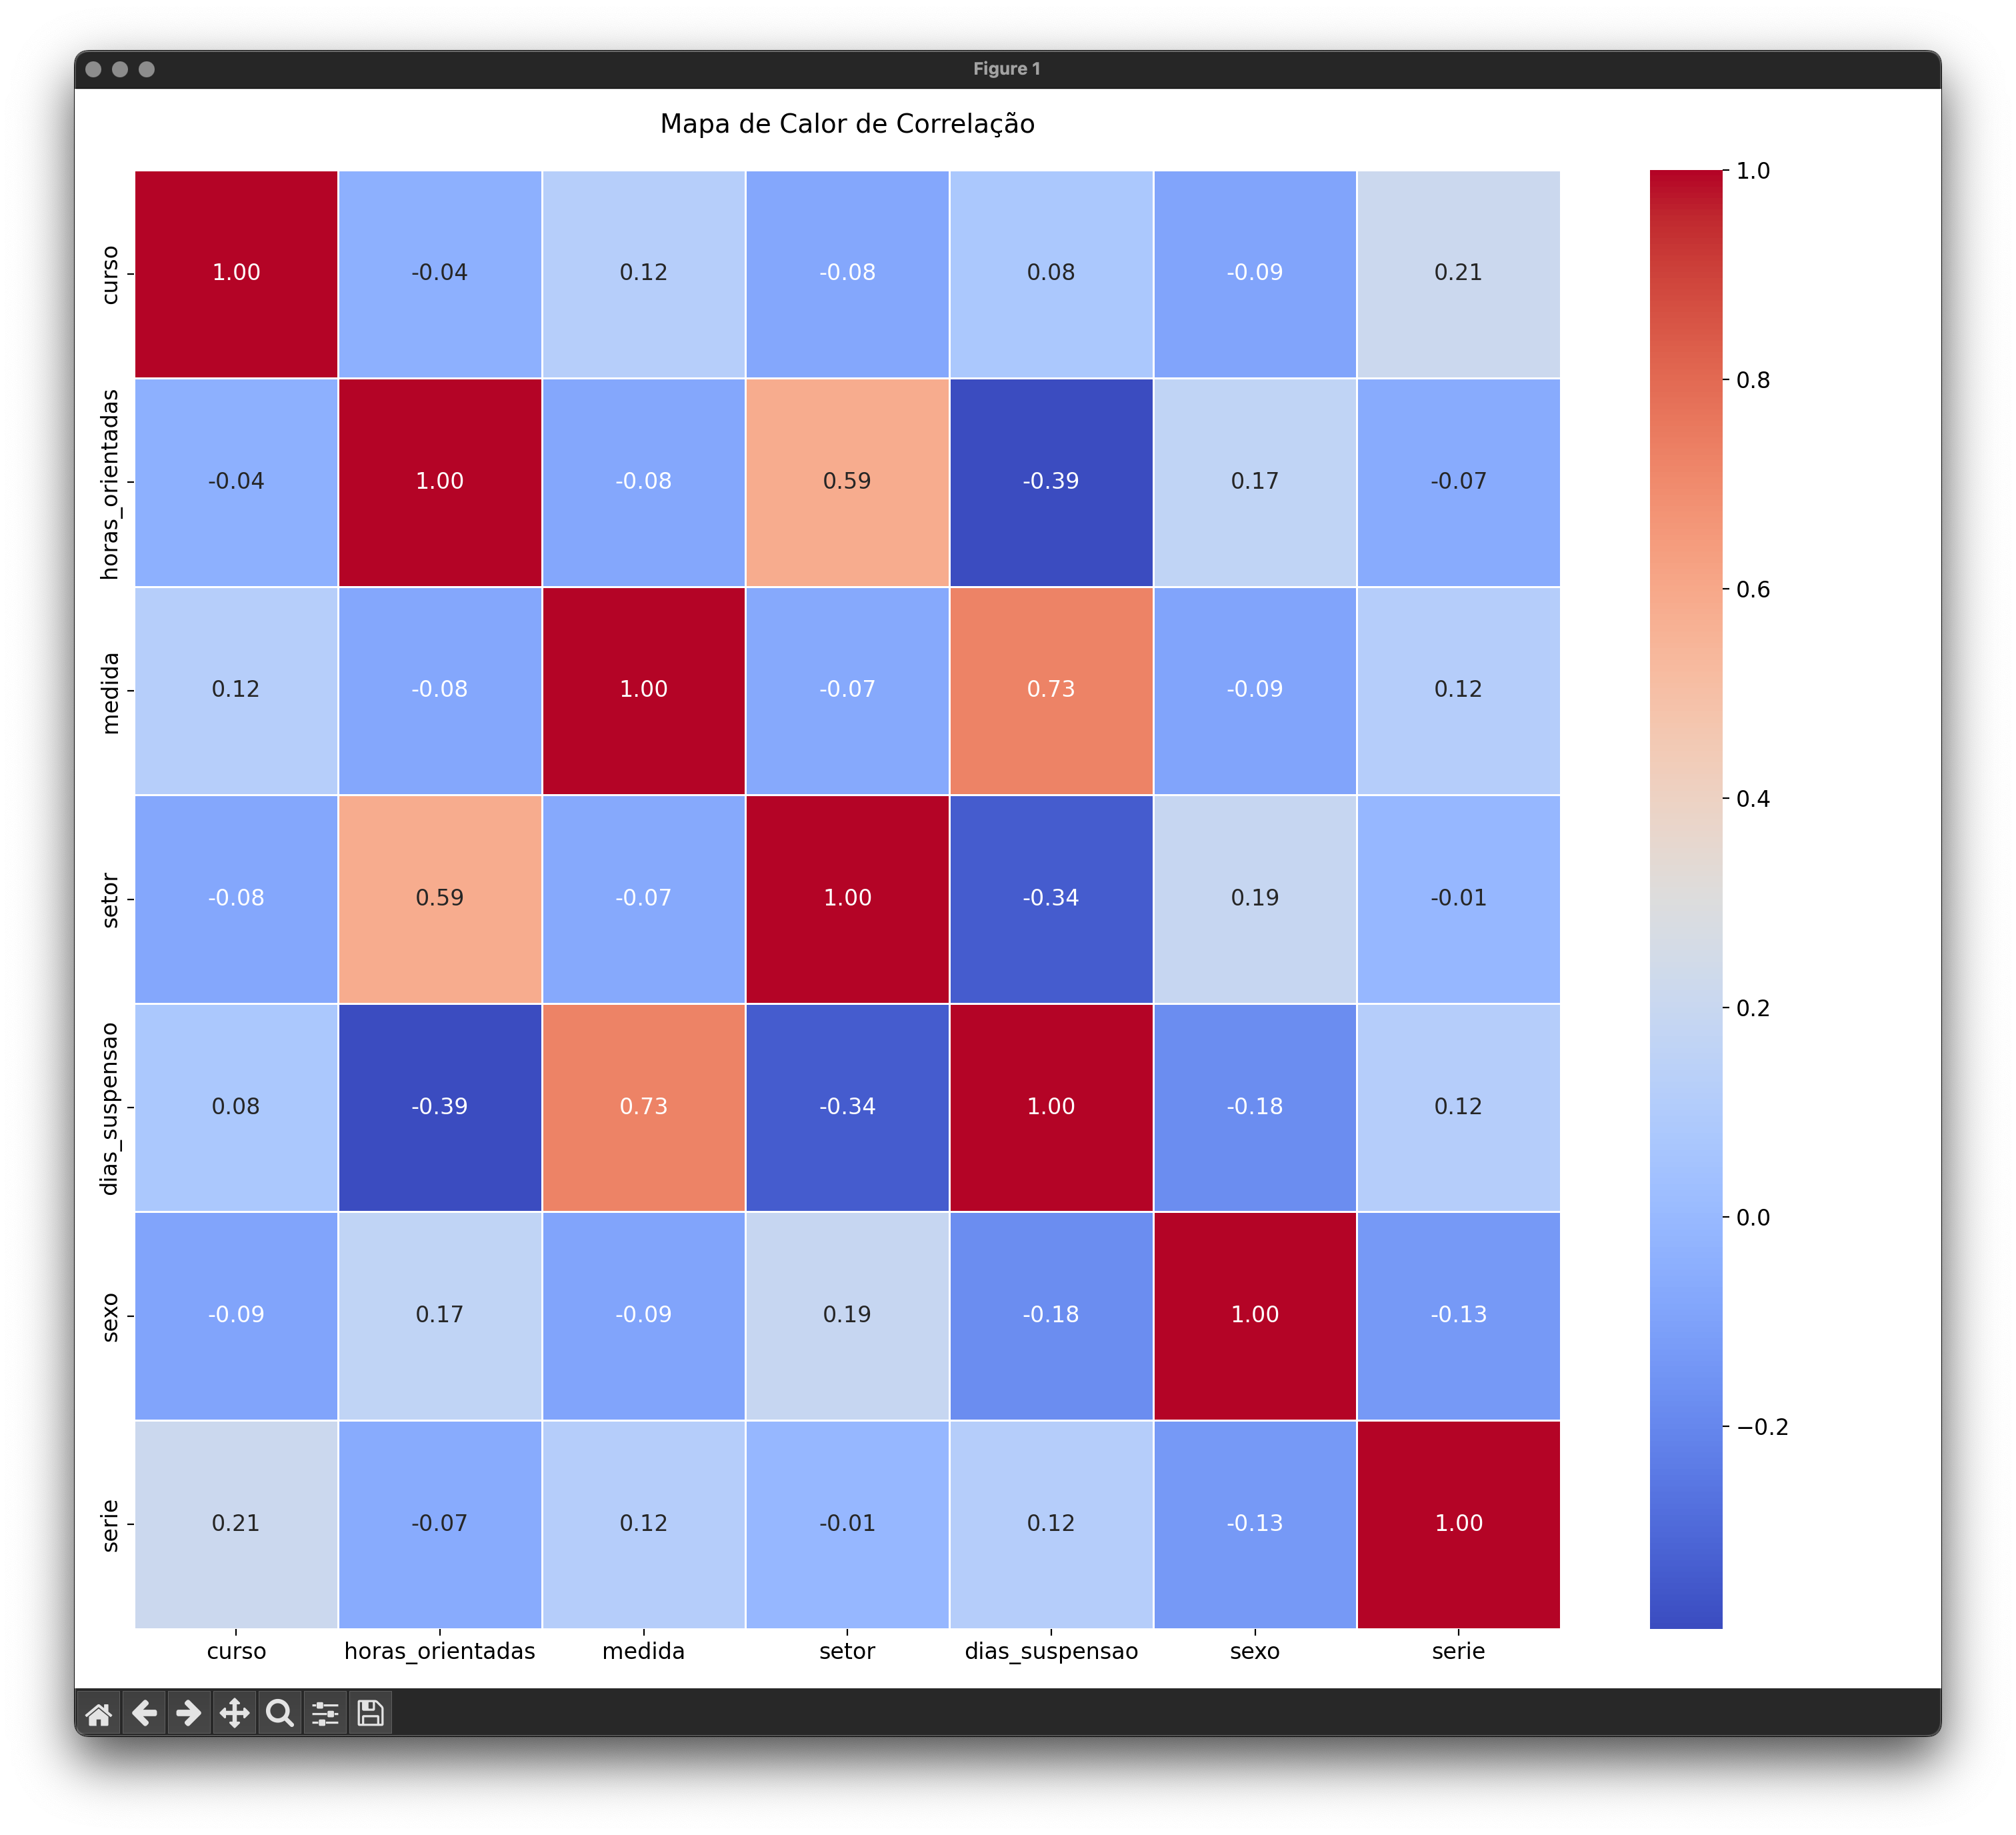 Figure 1
Mapa de Calor de Correlação
curso 1.00 -0.04 0.12 -0.08 0.08 -0.09 0.21
horas_orientadas -0.04 1.00 -0.08 0.59 -0.39 0.17 -0.07
medida 0.12 -0.08 1.00 -0.07 0.73 -0.09 0.12
setor -0.08 0.59 -0.07 1.00 -0.34 0.19 -0.01
dias_suspensao 0.08 -0.39 0.73 -0.34 1.00 -0.18 0.12
sexo -0.09 0.17 -0.09 0.19 -0.18 1.00 -0.13
serie 0.21 -0.07 0.12 -0.01 0.12 -0.13 1.00
curso horas_orientadas medida setor dias_suspensao sexo serie
1.0
0.8
0.6
0.4
0.2
0.0
−0.2